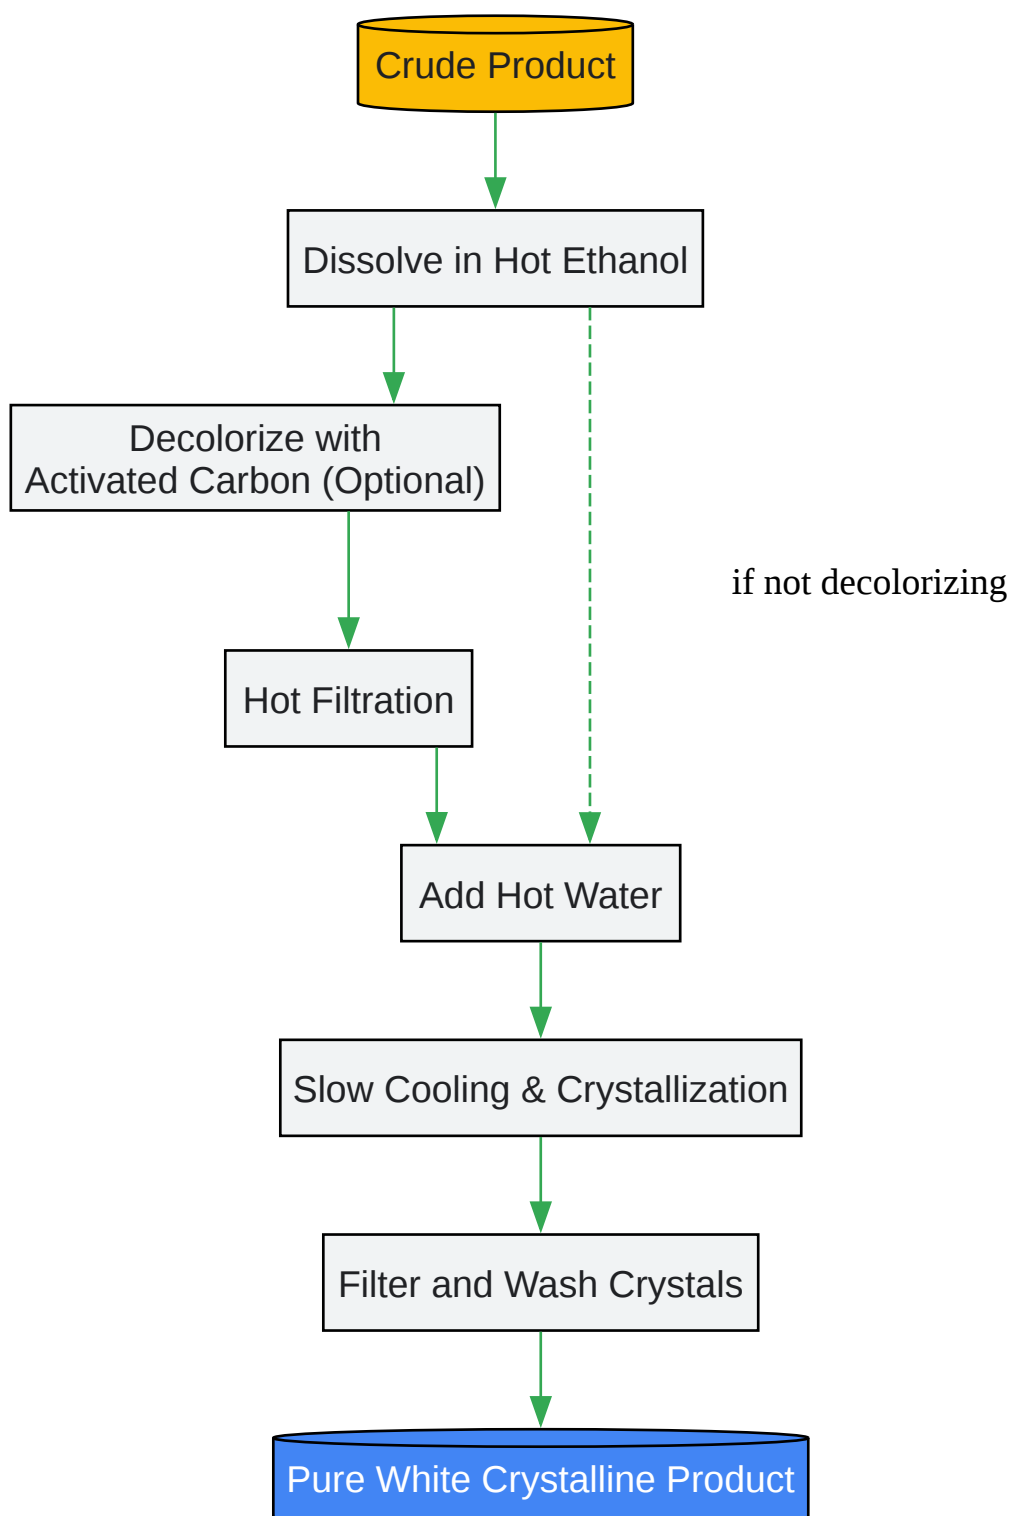 Crude Product
Dissolve in Hot Ethanol
Decolorize with
Activated Carbon (Optional)
if not decolorizing
Hot Filtration
Add Hot Water
Slow Cooling & Crystallization
Filter and Wash Crystals
Pure White Crystalline Product